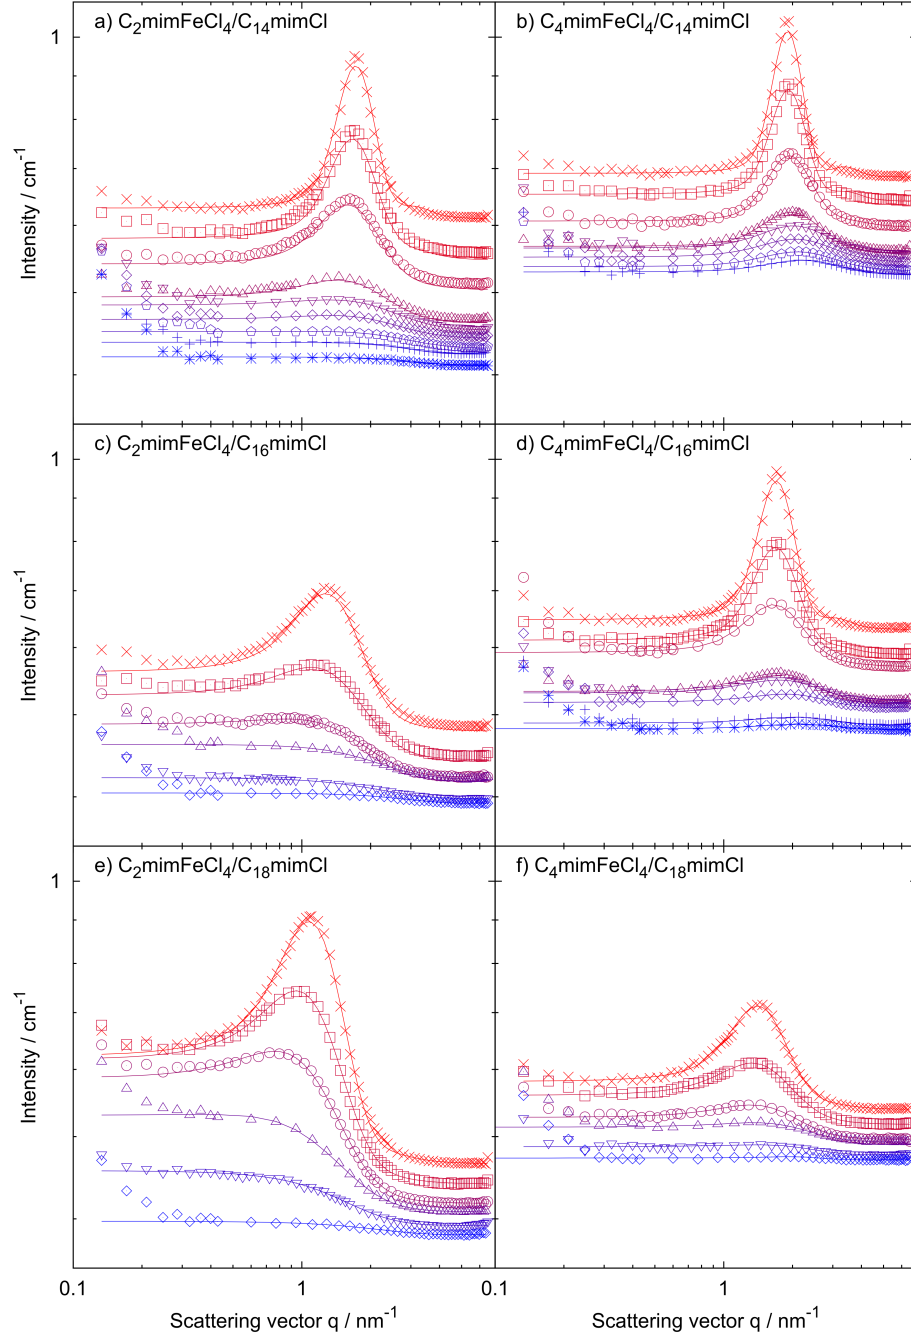 a) C₂mimFeCl₄/C₁₄mimCl
b) C₄mimFeCl₄/C₁₄mimCl
1
Intensity / cm⁻¹
c) C₂mimFeCl₄/C₁₆mimCl
d) C₄mimFeCl₄/C₁₆mimCl
1
Intensity / cm⁻¹
e) C₂mimFeCl₄/C₁₈mimCl
f) C₄mimFeCl₄/C₁₈mimCl
1
Intensity / cm⁻¹
0.1 1 0.1 1
Scattering vector q / nm⁻¹ Scattering vector q / nm⁻¹